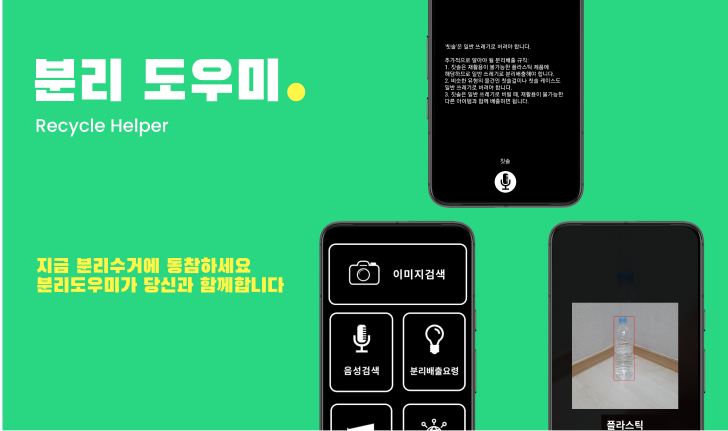 분리 도우미
Recycle Helper
지금 분리수거에 동참하세요
분리도우미가 당신과 함께합니다
'칫솔'은 일반 쓰레기로 버려야 합니다.
추가적으로 알아야 될 분리배출 규칙:
1. 칫솔은 재활용이 불가능한 플라스틱 제품에
해당하므로 일반 쓰레기로 분리배출해야 합니다.
2. 비슷한 유형의 물건인 칫솔걸이나 칫솔 케이스도
일반 쓰레기로 버려야 합니다.
3. 칫솔은 일반 쓰레기로 버릴 때, 재활용이 불가능한
다른 아이템과 함께 배출하면 됩니다.
칫솔
이미지검색
음성검색
분리배출요령
플라스틱